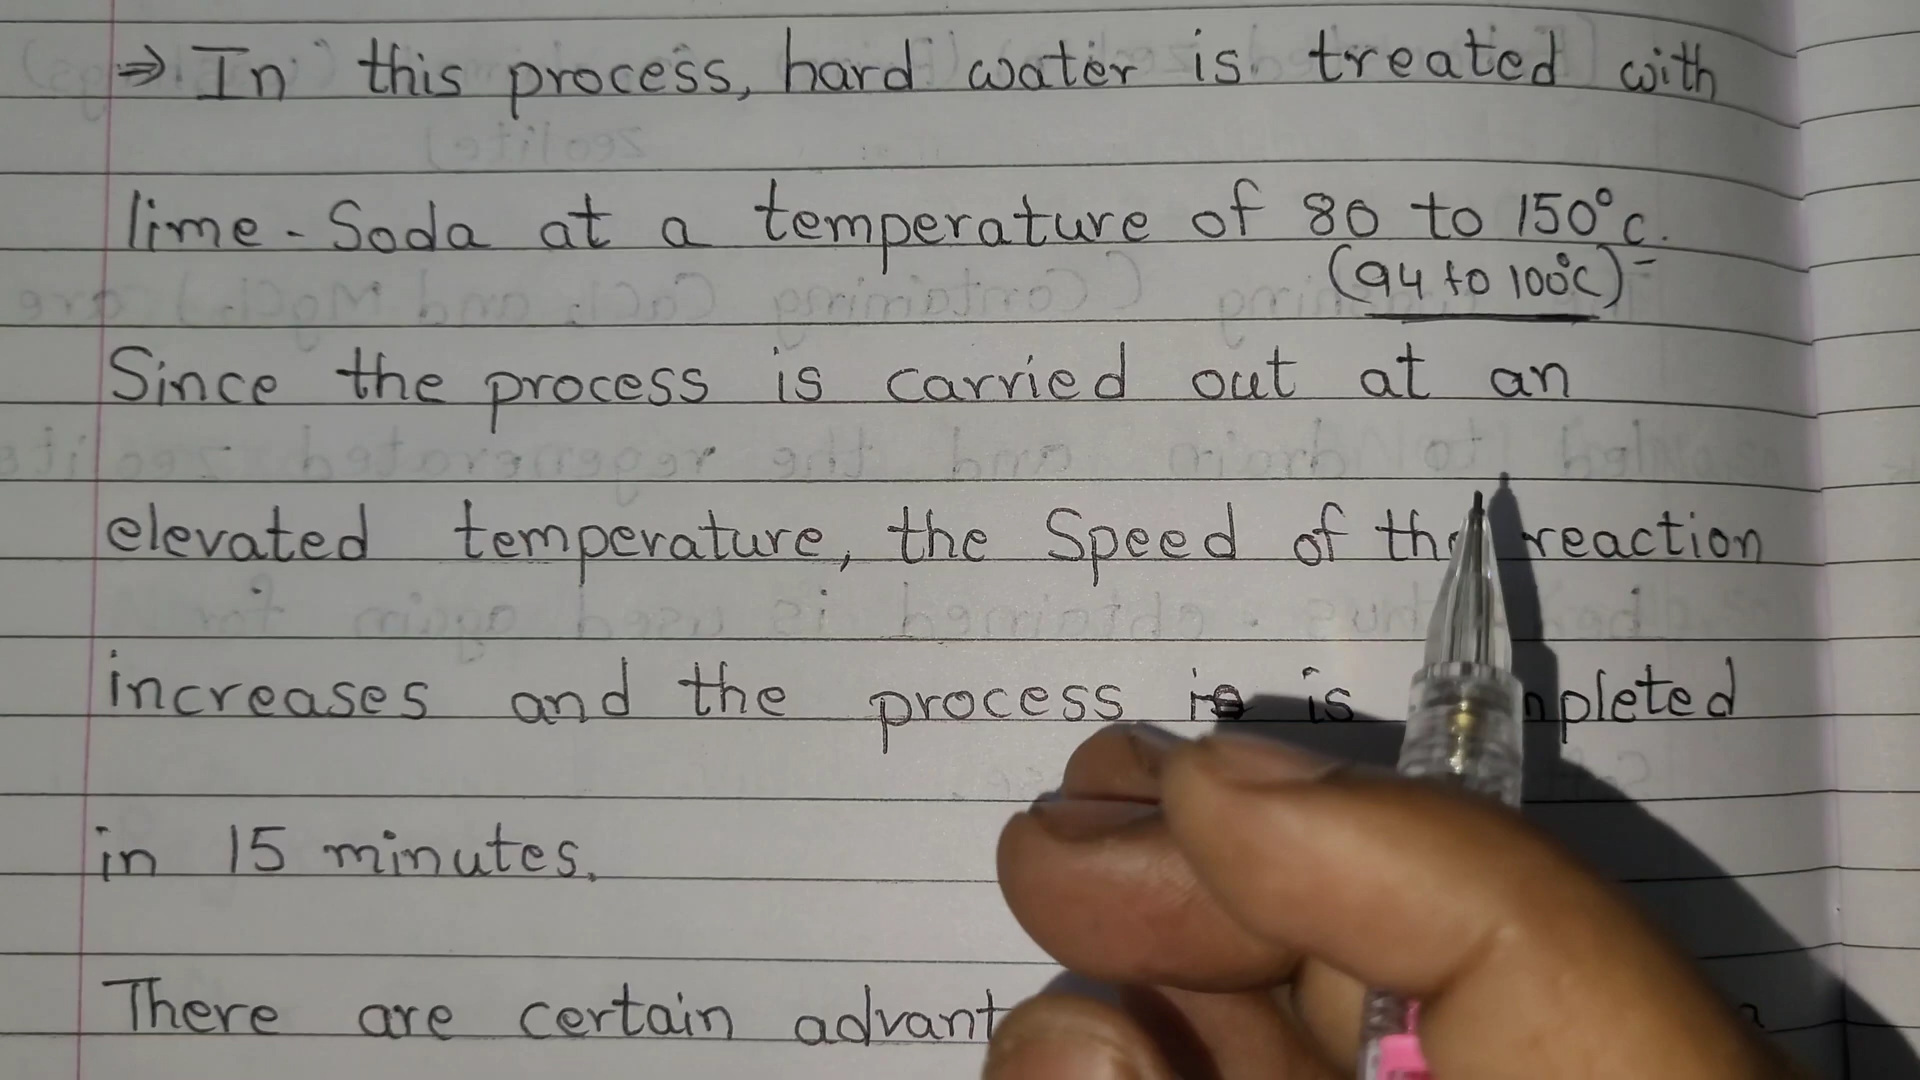 ⇒ In this process, hard water is treated with
lime - Soda at a temperature of 80 to 150°c.
(94 to 100°C)
Since the process is carried out at an
elevated temperature, the Speed of the reaction
increases and the process is
in 15 minutes.
There are certain